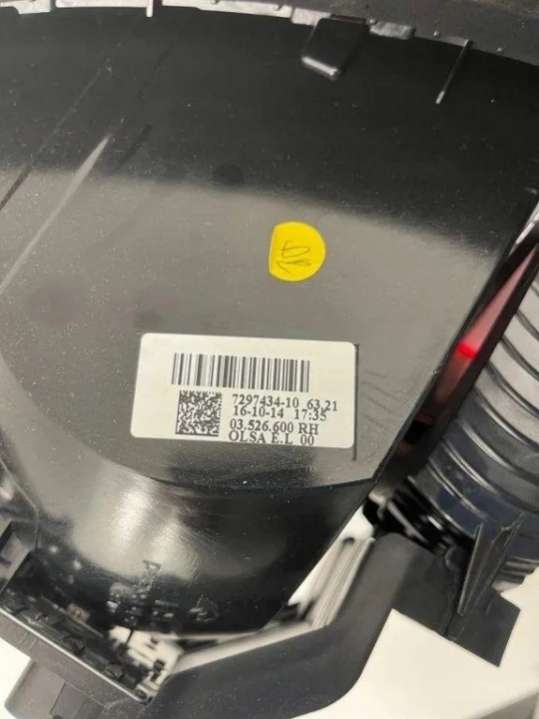 7297434-10 63.21
16-10-14 17:35
03.526.600 RH
OLSA E.L 00